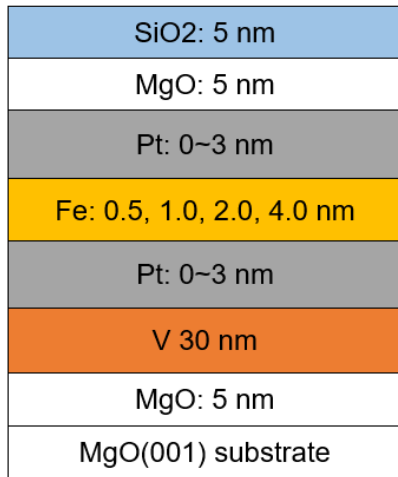 SiO2: 5 nm
MgO: 5 nm
Pt: 0~3 nm
Fe: 0.5, 1.0, 2.0, 4.0 nm
Pt: 0~3 nm
V 30 nm
MgO: 5 nm
MgO(001) substrate